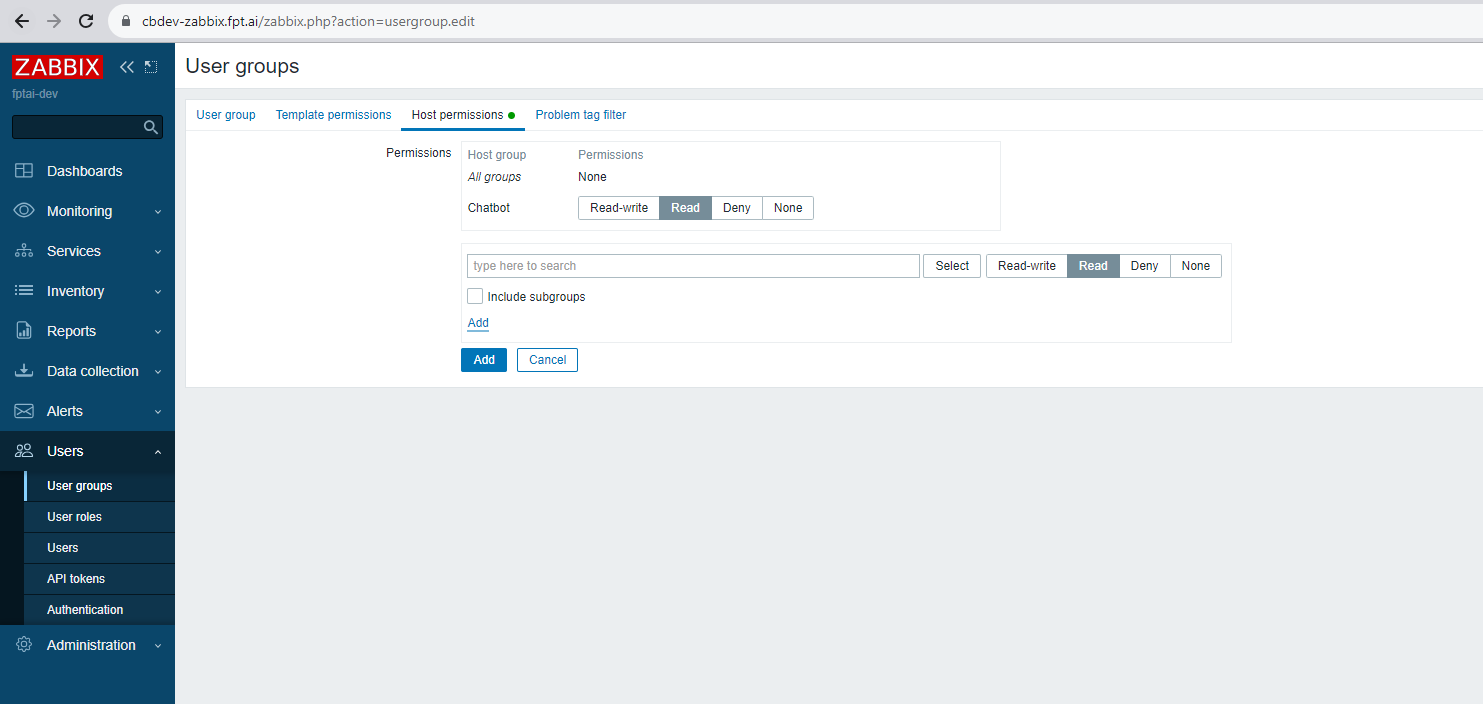 cbdev-zabbix.fpt.ai/zabbix.php?action=usergroup.edit
ZABBIX
fptai-dev
Dashboards
Monitoring
Services
Inventory
Reports
Data collection
Alerts
Users
User groups
User roles
Users
API tokens
Authentication
Administration
User groups
User group Template permissions Host permissions Problem tag filter
Permissions Host group Permissions
All groups None
Chatbot Read-write Read Deny None
type here to search Select Read-write Read Deny None
Include subgroups
Add
Add Cancel